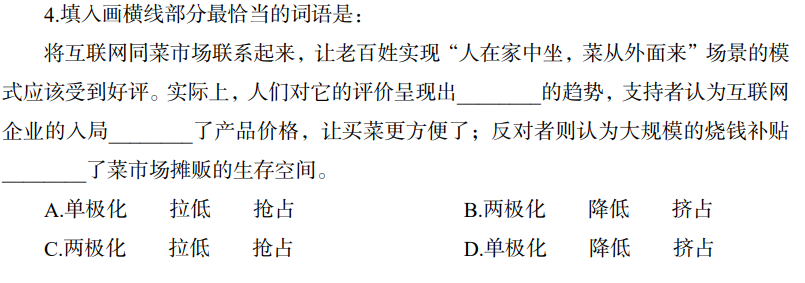 4.填入画横线部分最恰当的词语是：
将互联网同菜市场联系起来，让老百姓实现“人在家中坐，菜从外面来”场景的模
式应该受到好评。实际上，人们对它的评价呈现出________的趋势，支持者认为互联网
企业的入局________了产品价格，让买菜更方便了；反对者则认为大规模的烧钱补贴
________了菜市场摊贩的生存空间。
A.单极化 拉低 抢占 B.两极化 降低 挤占
C.两极化 拉低 抢占 D.单极化 降低 挤占